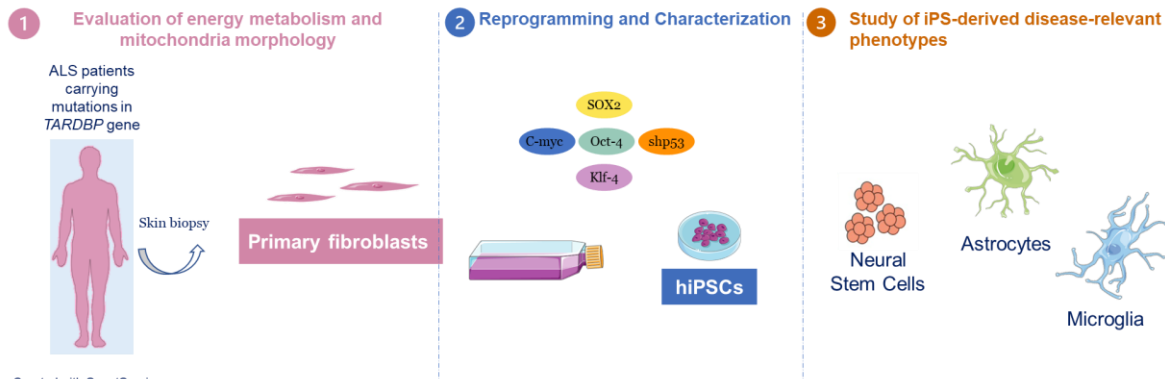 1
Evaluation of energy metabolism and
mitochondria morphology
ALS patients
carrying
mutations in
TARDBP gene
Skin biopsy
Primary fibroblasts
2
Reprogramming and Characterization
SOX2
C-myc
Oct-4
shp53
Klf-4
hiPSCs
3
Study of iPS-derived disease-relevant
phenotypes
Neural
Stem Cells
Astrocytes
Microglia